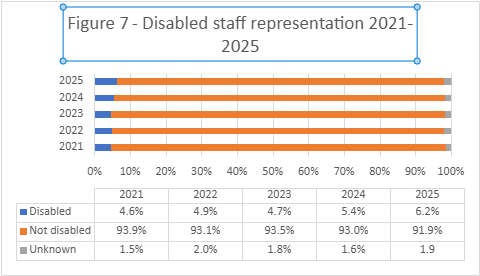 Figure 7 - Disabled staff representation 2021-
2025
2025
2024
2023
2022
2021
0% 10% 20% 30% 40% 50% 60% 70% 80% 90% 100%
2021 2022 2023 2024 2025
Disabled 4.6% 4.9% 4.7% 5.4% 6.2%
Not disabled 93.9% 93.1% 93.5% 93.0% 91.9%
Unknown 1.5% 2.0% 1.8% 1.6% 1.9